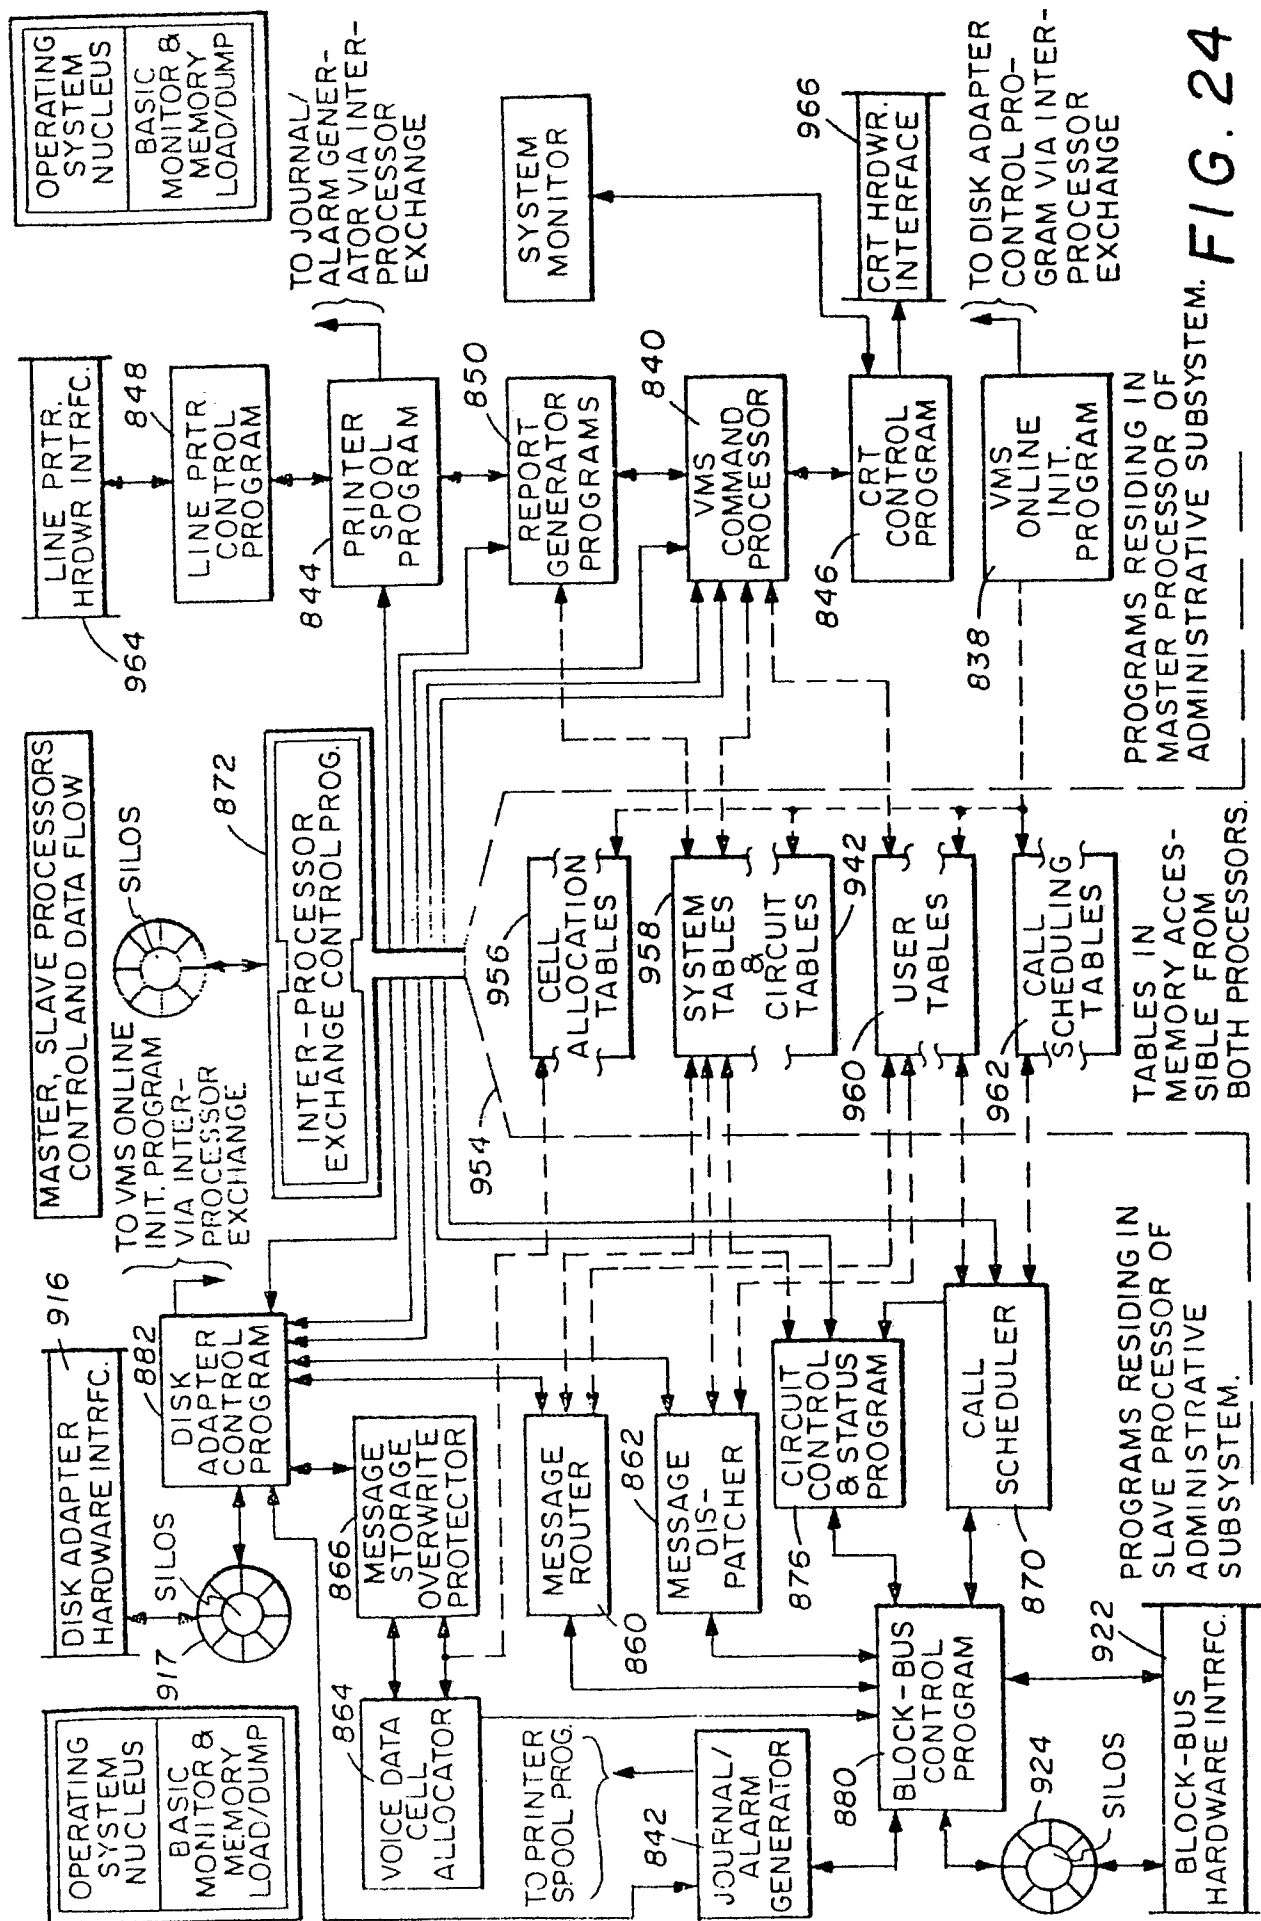 OPERATING
SYSTEM
NUCLEUS
BASIC
MONITOR &
MEMORY
LOAD/DUMP
DISK ADAPTER
HARDWARE INTRFC.
916
SILOS
917
882
DISK
ADAPTER
CONTROL
PROGRAM
TO VMS ONLINE
INIT. PROGRAM
VIA INTER-
PROCESSOR
EXCHANGE
MASTER, SLAVE PROCESSORS
CONTROL AND DATA FLOW
SILOS
872
INTER-PROCESSOR
EXCHANGE CONTROL PROG.
LINE PRTR.
HRDWR INTRFC.
964
848
LINE PRTR.
CONTROL
PROGRAM
844
PRINTER
SPOOL
PROGRAM
TO JOURNAL/
ALARM GENER-
ATOR VIA INTER-
PROCESSOR
EXCHANGE
OPERATING
SYSTEM
NUCLEUS
BASIC
MONITOR &
MEMORY
LOAD/DUMP
864
VOICE DATA
CELL
ALLOCATOR
866
MESSAGE
STORAGE
OVERWRITE
PROTECTOR
954
956
CELL
ALLOCATION
TABLES
850
REPORT
GENERATOR
PROGRAMS
SYSTEM
MONITOR
TO PRINTER
SPOOL PROG.
MESSAGE
ROUTER
860
862
MESSAGE
DIS-
PATCHER
958
SYSTEM
TABLES
&
CIRCUIT
TABLES
942
840
VMS
COMMAND
PROCESSOR
842
JOURNAL/
ALARM
GENERATOR
CIRCUIT
CONTROL
& STATUS
PROGRAM
876
960
USER
TABLES
846
CRT
CONTROL
PROGRAM
966
CRT HRDWR.
INTERFACE
880
BLOCK-BUS
CONTROL
PROGRAM
CALL
SCHEDULER
870
962
CALL
SCHEDULING
TABLES
838
VMS
ONLINE
INIT.
PROGRAM
TO DISK ADAPTER
CONTROL PRO-
GRAM VIA INTER-
PROCESSOR
EXCHANGE
924
SILOS
922
BLOCK-BUS
HARDWARE INTRFC.
PROGRAMS RESIDING IN
SLAVE PROCESSOR OF
ADMINISTRATIVE
SUBSYSTEM.
TABLES IN
MEMORY ACCES-
SIBLE FROM
BOTH PROCESSORS.
PROGRAMS RESIDING IN
MASTER PROCESSOR OF
ADMINISTRATIVE SUBSYSTEM.
FIG. 24